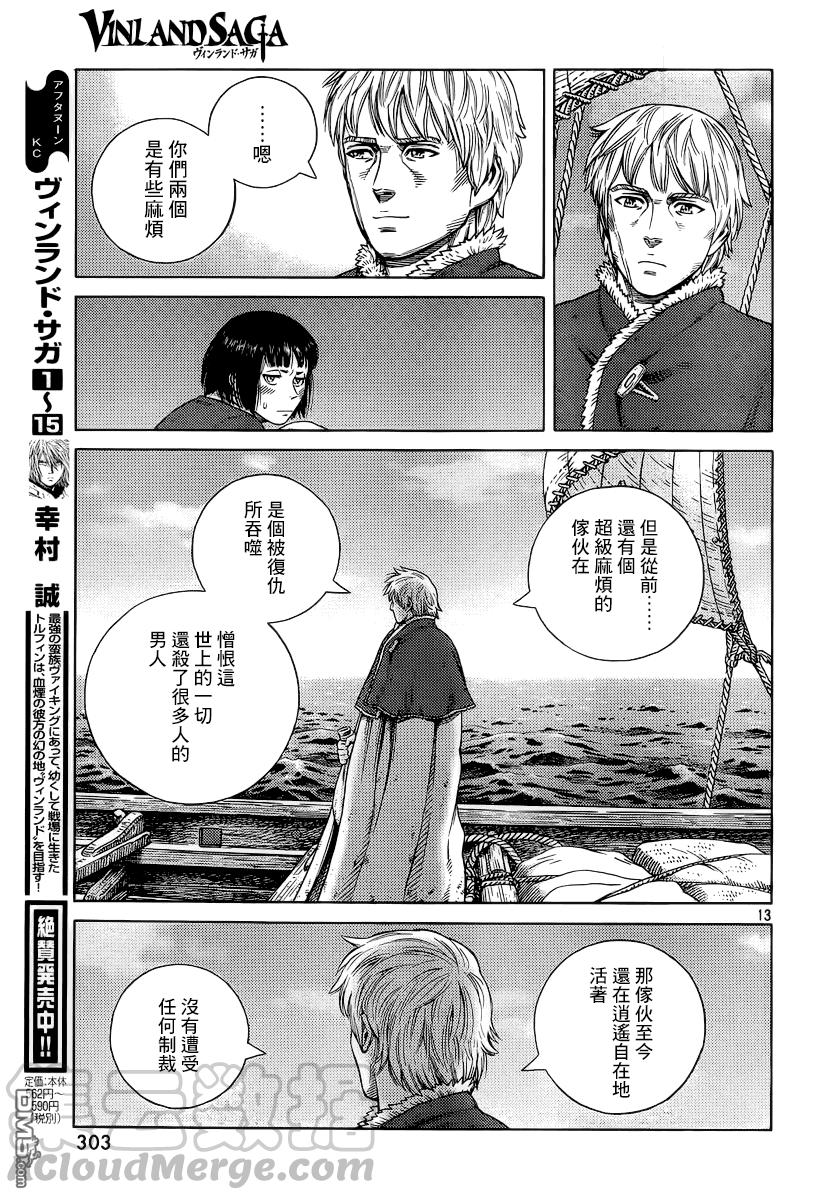 VINLAND SAGA
ヴィンランド・サガ
……
嗯
你們兩個
是有些麻煩
但是從前……
還有個
超級麻煩的
傢伙在
是個被復仇
所吞噬
憎恨這
世上的一切
還殺了很多人的
男人
13
那傢伙至今
還在逍遙自在地
活著
沒有遭受
任何制裁
アフタヌーン
KC
ヴィンランド・サガ 1〜15
幸村 誠
最強の蛮族ヴァイキングにあって、幼くして戦場に生きた
トルフィンは、血煙の彼方の幻の地“ヴィンランド”を目指す!
絶賛発売中!!
定価:本体
562円〜
590円
(税別)
303
集云数据
iCloudMerge.com
DM5.com